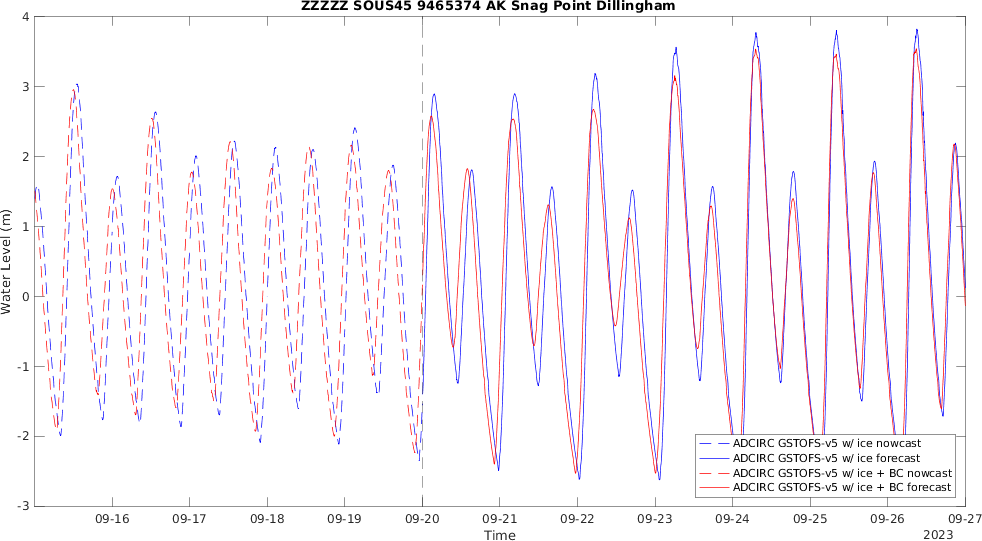 ZZZZZ SOUS45 9465374 AK Snag Point Dillingham
4
3
2
1
0
-1
-2
-3
Water Level (m)
ADCIRC GSTOFS-v5 w/ ice nowcast
ADCIRC GSTOFS-v5 w/ ice forecast
ADCIRC GSTOFS-v5 w/ ice + BC nowcast
ADCIRC GSTOFS-v5 w/ ice + BC forecast
09-16 09-17 09-18 09-19 09-20 09-21 09-22 09-23 09-24 09-25 09-26 09-27
Time
2023